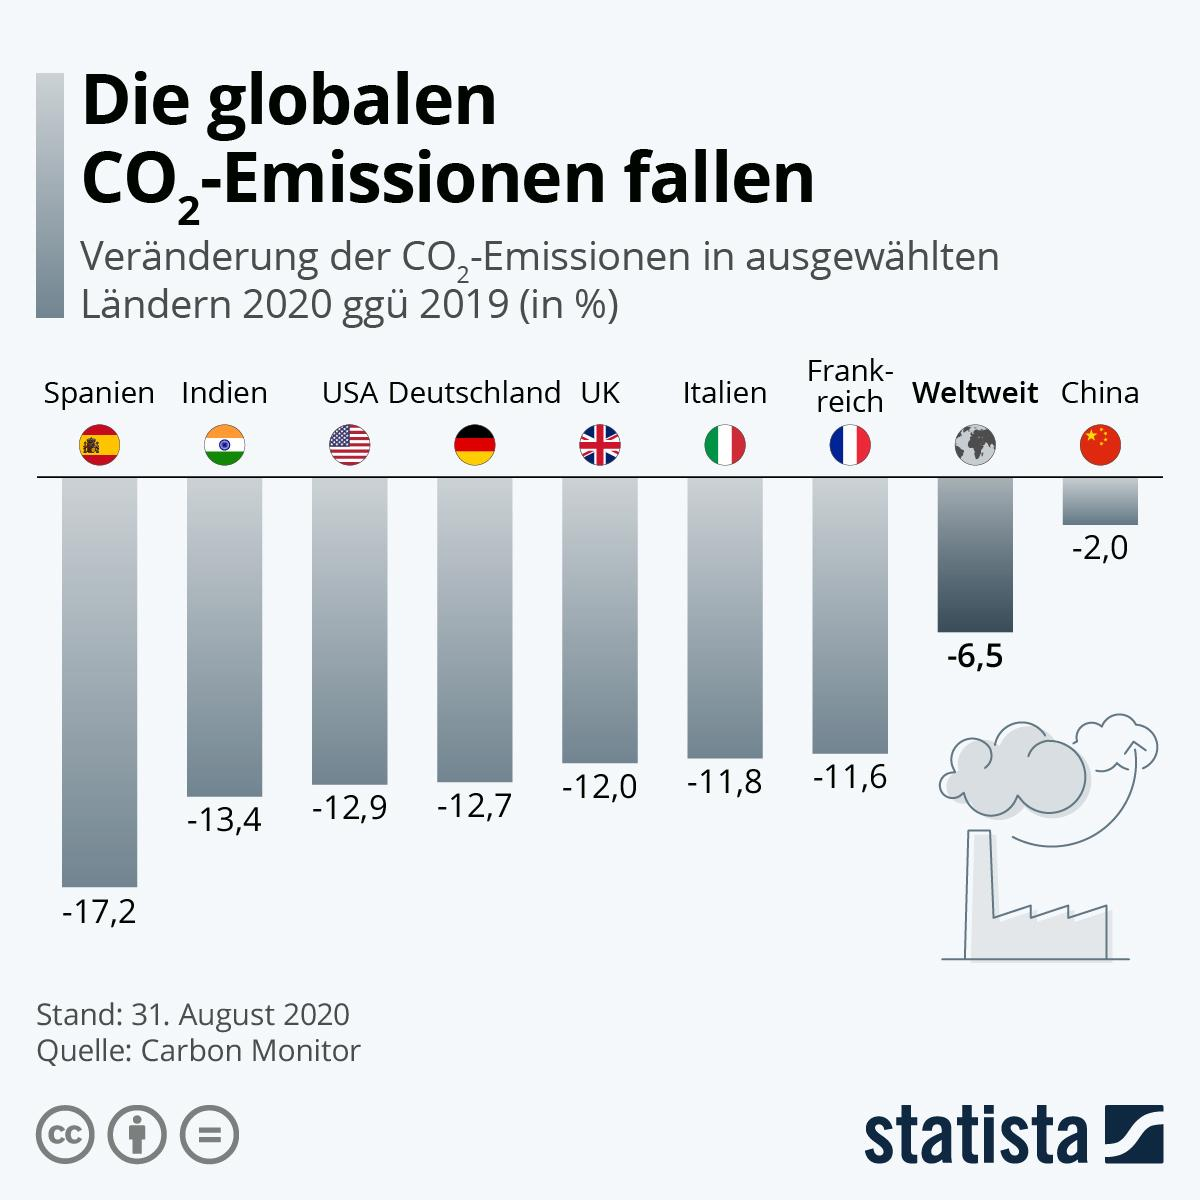 Die globalen
CO₂-Emissionen fallen
Veränderung der CO₂-Emissionen in ausgewählten
Ländern 2020 ggü 2019 (in %)
Spanien
Indien
USA
Deutschland
UK
Italien
Frank-
reich
Weltweit
China
-17,2
-13,4
-12,9
-12,7
-12,0
-11,8
-11,6
-6,5
-2,0
Stand: 31. August 2020
Quelle: Carbon Monitor
cc
statista